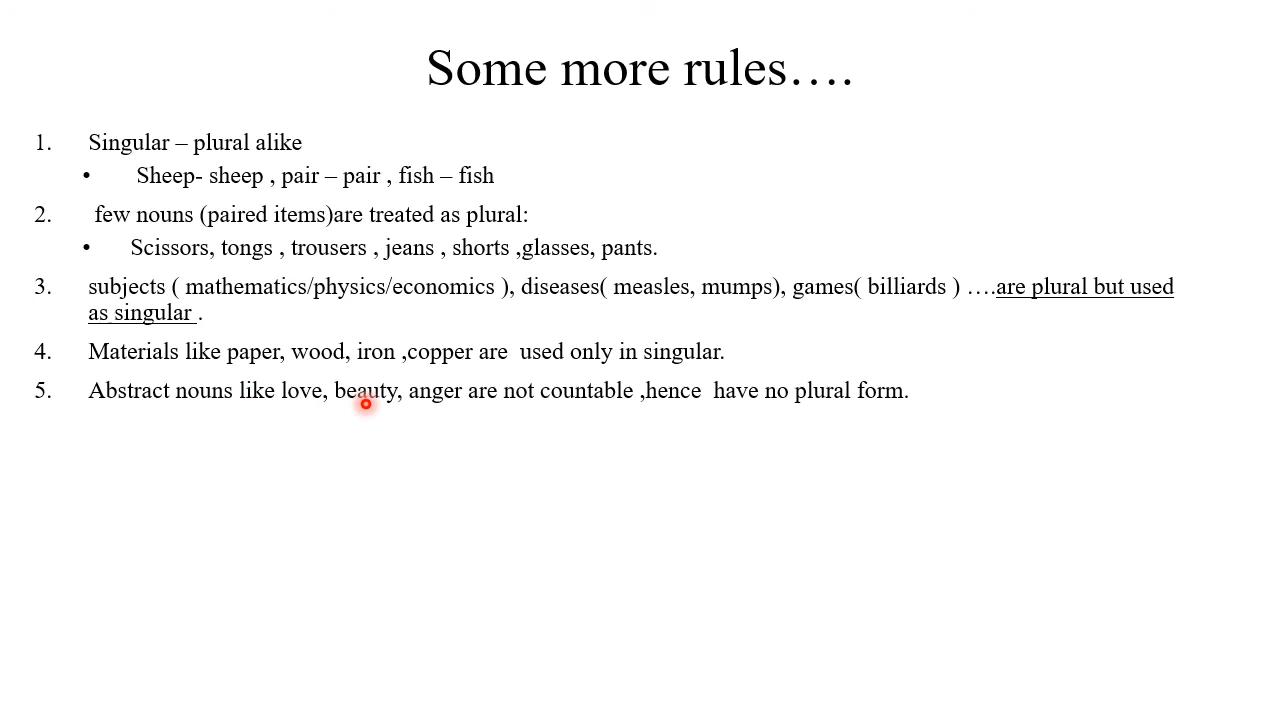 Some more rules….
1. Singular – plural alike
• Sheep- sheep , pair – pair , fish – fish
2. few nouns (paired items)are treated as plural:
• Scissors, tongs , trousers , jeans , shorts ,glasses, pants.
3. subjects ( mathematics/physics/economics ), diseases( measles, mumps), games( billiards ) ….are plural but used
as singular .
4. Materials like paper, wood, iron ,copper are  used only in singular.
5. Abstract nouns like love, beauty, anger are not countable ,hence  have no plural form.